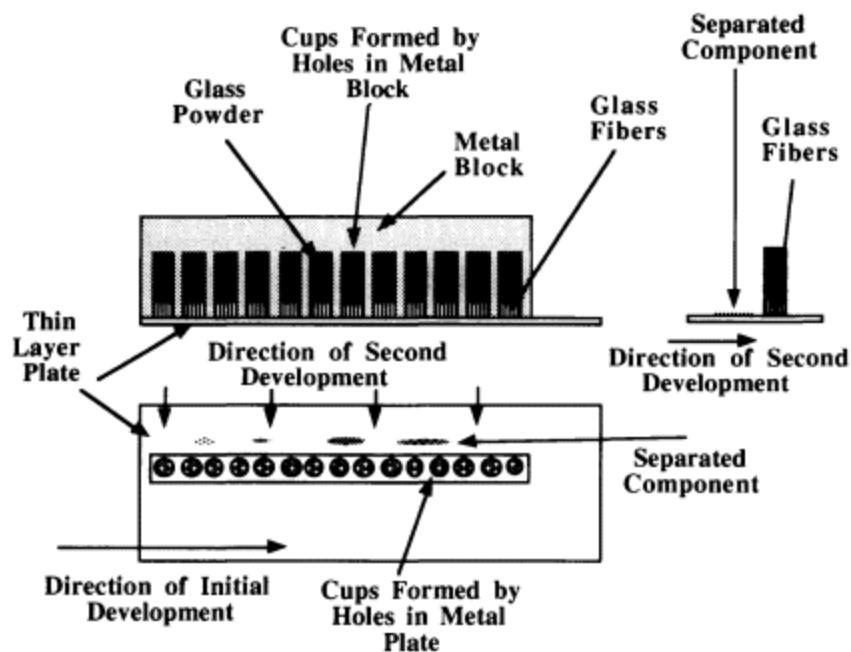 Cups Formed by
Holes in Metal
Block
Glass
Powder
Metal
Block
Glass
Fibers
Separated
Component
Glass
Fibers
Thin
Layer
Plate
Direction of Second
Development
Direction of Second
Development
Separated
Component
Direction of Initial
Development
Cups Formed by
Holes in Metal
Plate